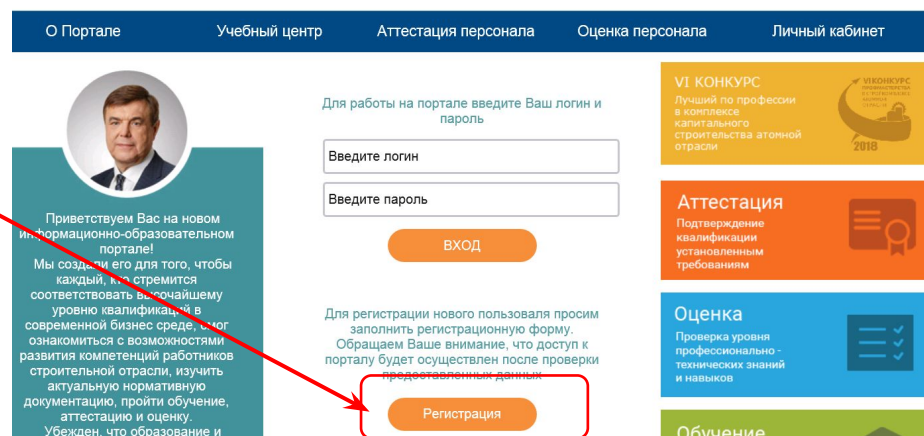 О Портале
Учебный центр
Аттестация персонала
Оценка персонала
Личный кабинет
Приветствуем Вас на новом
информационно-образовательном
портале!
Мы создали его для того, чтобы
каждый, кто стремится
соответствовать высочайшему
уровню квалификаций в
современной бизнес среде, смог
ознакомиться с возможностями
развития компетенций работников
строительной отрасли, изучить
актуальную нормативную
документацию, пройти обучение,
аттестацию и оценку.
Убежден, что образование и
Для работы на портале введите Ваш логин и
пароль
Введите логин
Введите пароль
ВХОД
Для регистрации нового пользоваля просим
заполнить регистрационную форму.
Обращаем Ваше внимание, что доступ к
порталу будет осуществлен после проверки
предоставленных данных
Регистрация
VI КОНКУРС
Лучший по профессии
в комплексе
капитального
строительства атомной
отрасли
VI КОНКУРС
2018
Аттестация
Подтверждение
квалификации
установленным
требованиям
Оценка
Проверка уровня
профессионально -
технических знаний
и навыков
Обучение